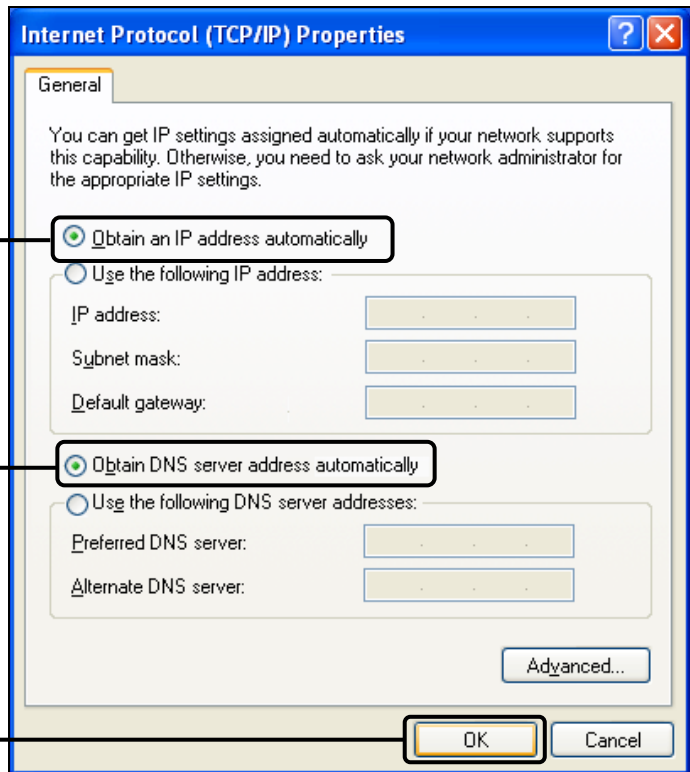 Internet Protocol (TCP/IP) Properties
General
You can get IP settings assigned automatically if your network supports
this capability. Otherwise, you need to ask your network administrator for
the appropriate IP settings.
Obtain an IP address automatically
Use the following IP address:
IP address:
Subnet mask:
Default gateway:
Obtain DNS server address automatically
Use the following DNS server addresses:
Preferred DNS server:
Alternate DNS server:
Advanced...
OK Cancel